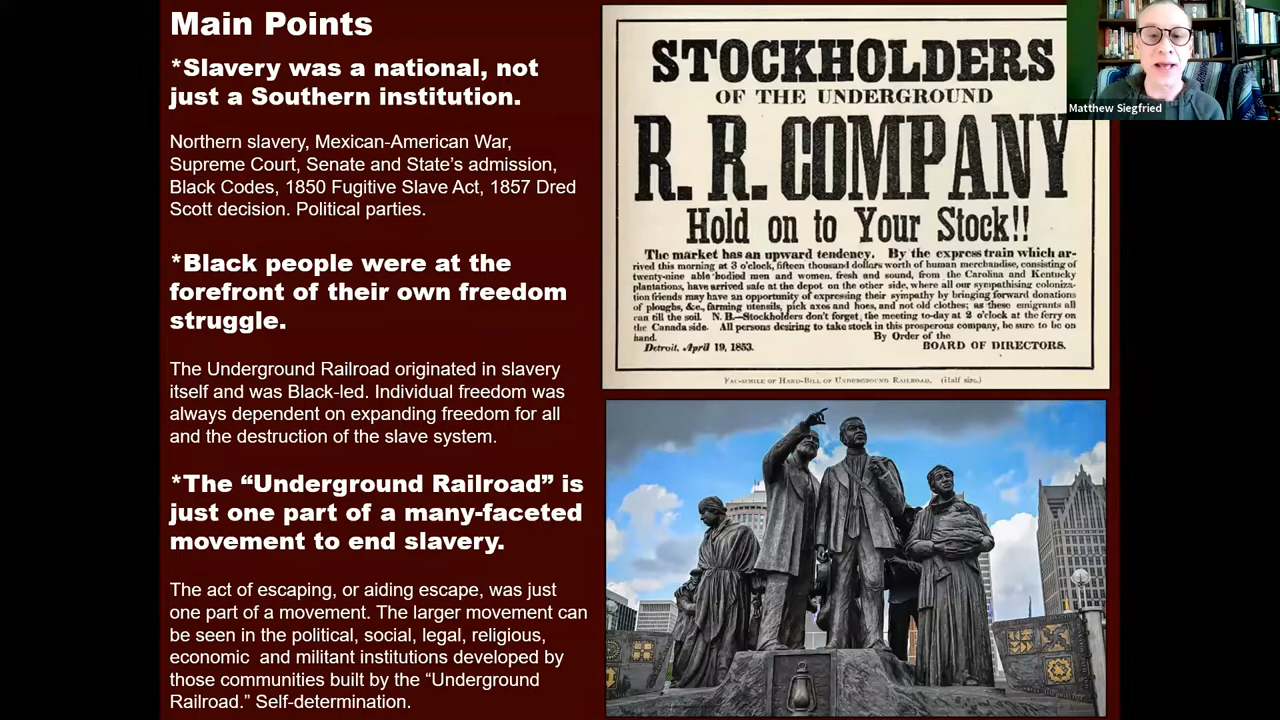 Main Points
*Slavery was a national, not
just a Southern institution.
Northern slavery, Mexican-American War,
Supreme Court, Senate and State's admission,
Black Codes, 1850 Fugitive Slave Act, 1857 Dred
Scott decision. Political parties.
*Black people were at the
forefront of their own freedom
struggle.
The Underground Railroad originated in slavery
itself and was Black-led. Individual freedom was
always dependent on expanding freedom for all
and the destruction of the slave system.
*The “Underground Railroad” is
just one part of a many-faceted
movement to end slavery.
The act of escaping, or aiding escape, was just
one part of a movement. The larger movement can
be seen in the political, social, legal, religious,
economic and militant institutions developed by
those communities built by the “Underground
Railroad.” Self-determination.
STOCKHOLDERS
OF THE UNDERGROUND
R. R. COMPANY
Hold on to Your Stock!!
The market has an upward tendency. By the express train which ar-
rived this morning at 3 o'clock, fifteen thousand dollars worth of human merchandise, consisting of
twenty-nine able-bodied men and women, fresh and sound, from the Carolina and Kentucky
plantations, have arrived safe at the depot on the other side, where all our sympathising coloniza-
tion friends may have an opportunity of expressing their sympathy by bringing forward donations
of ploughs, &c., farming utensils, pick axes and hoes, and not old clothes; as these emigrants all
can till the soil. N. B.—Stockholders don't forget, the meeting to-day at 2 o'clock at the ferry on
the Canada side. All persons desiring to take stock in this prosperous company, be sure to be on
hand.
By Order of the
Detroit, April 19, 1853.
BOARD OF DIRECTORS.
FAC-SIMILE OF HAND-BILL OF UNDERGROUND RAILROAD. (Half size.)
Matthew Siegfried